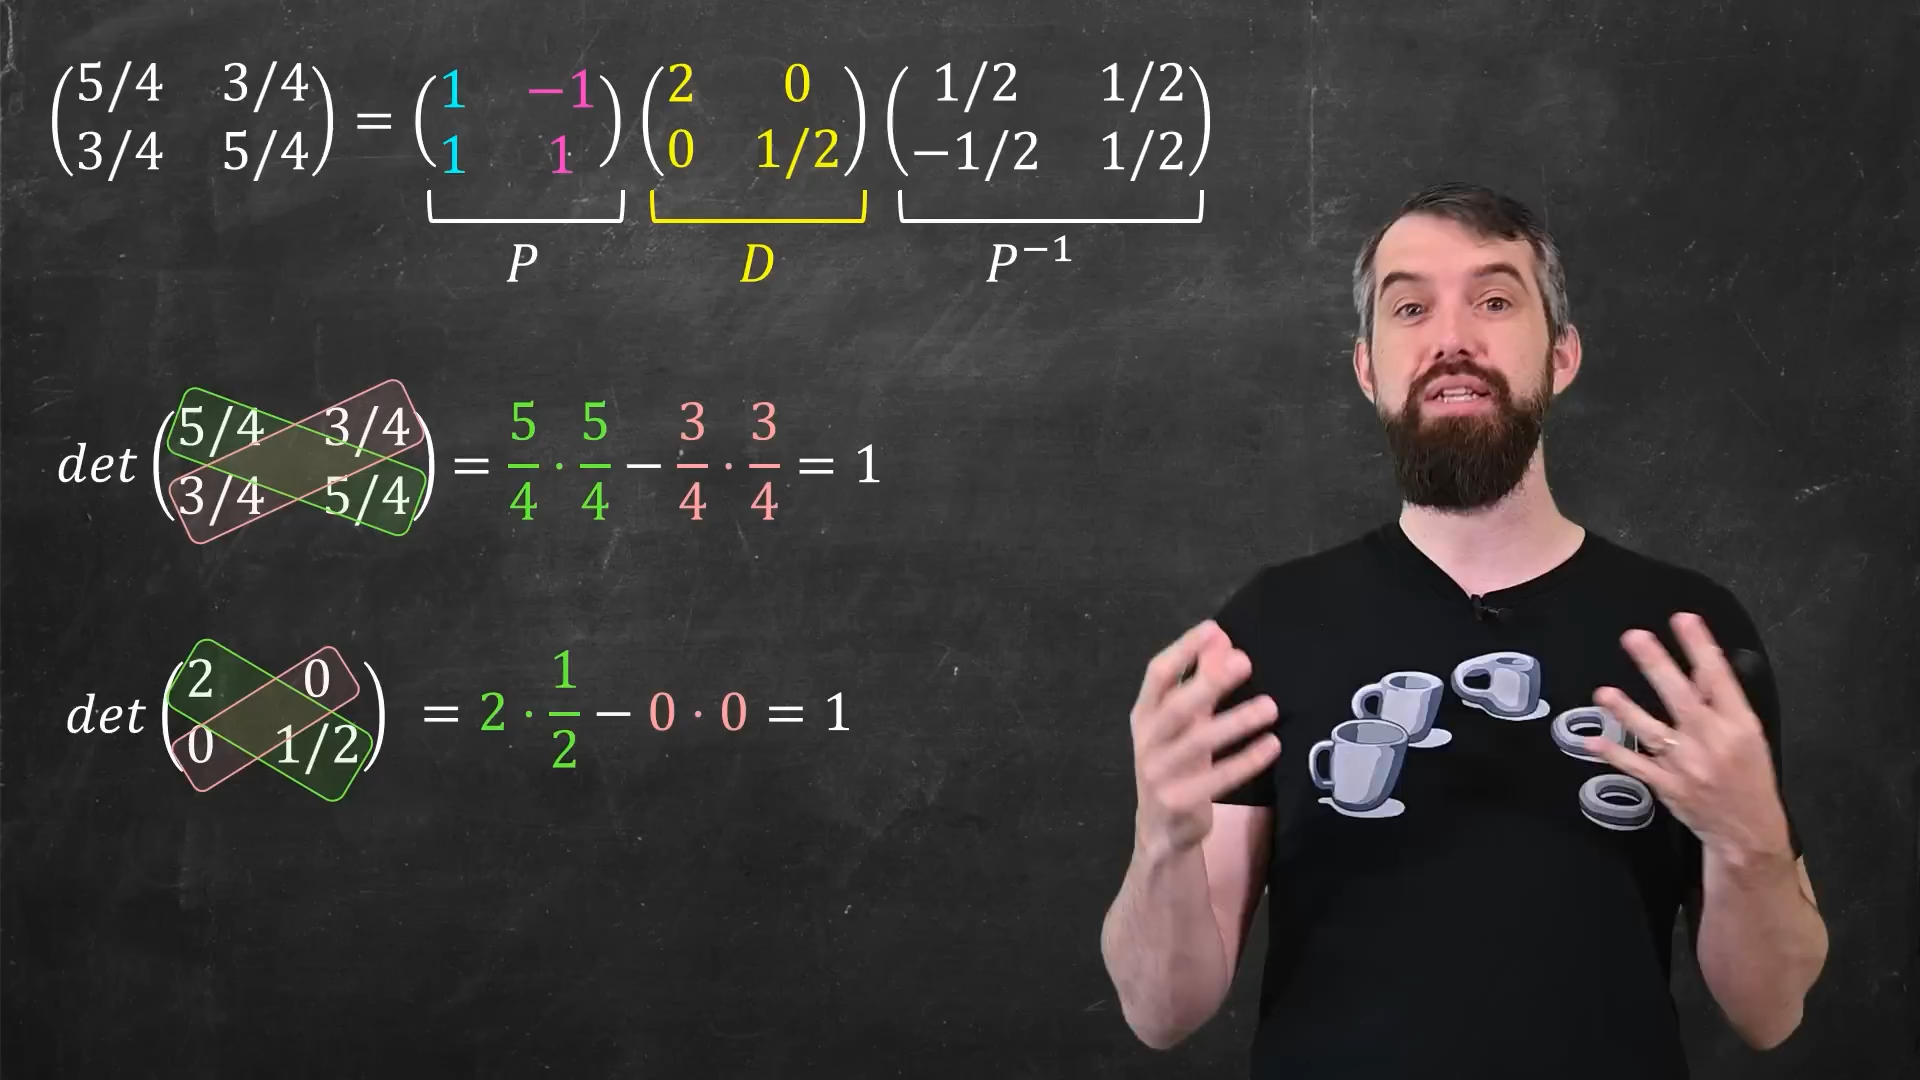 (5/4 3/4
3/4 5/4) = (1 −1
1 1) (2 0
0 1/2) (1/2 1/2
−1/2 1/2)
P D P⁻¹
det (5/4 3/4
3/4 5/4) = 5/4 · 5/4 − 3/4 · 3/4 = 1
det (2 0
0 1/2) = 2 · 1/2 − 0 · 0 = 1